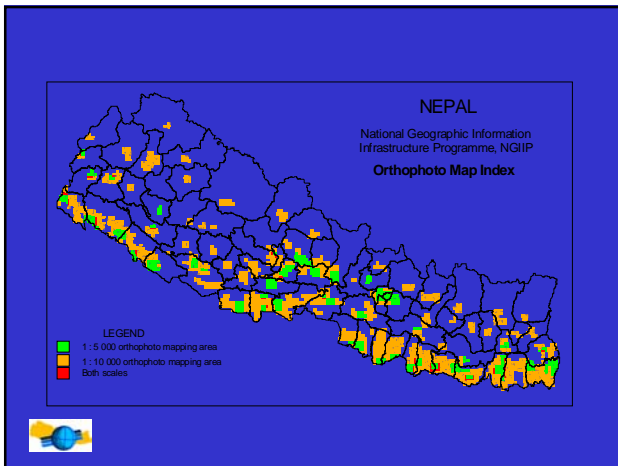 NEPAL
National Geographic Information
Infrastructure Programme, NGIIP
Orthophoto Map Index
LEGEND
1 : 5 000 orthophoto mapping area
1 : 10 000 orthophoto mapping area
Both scales